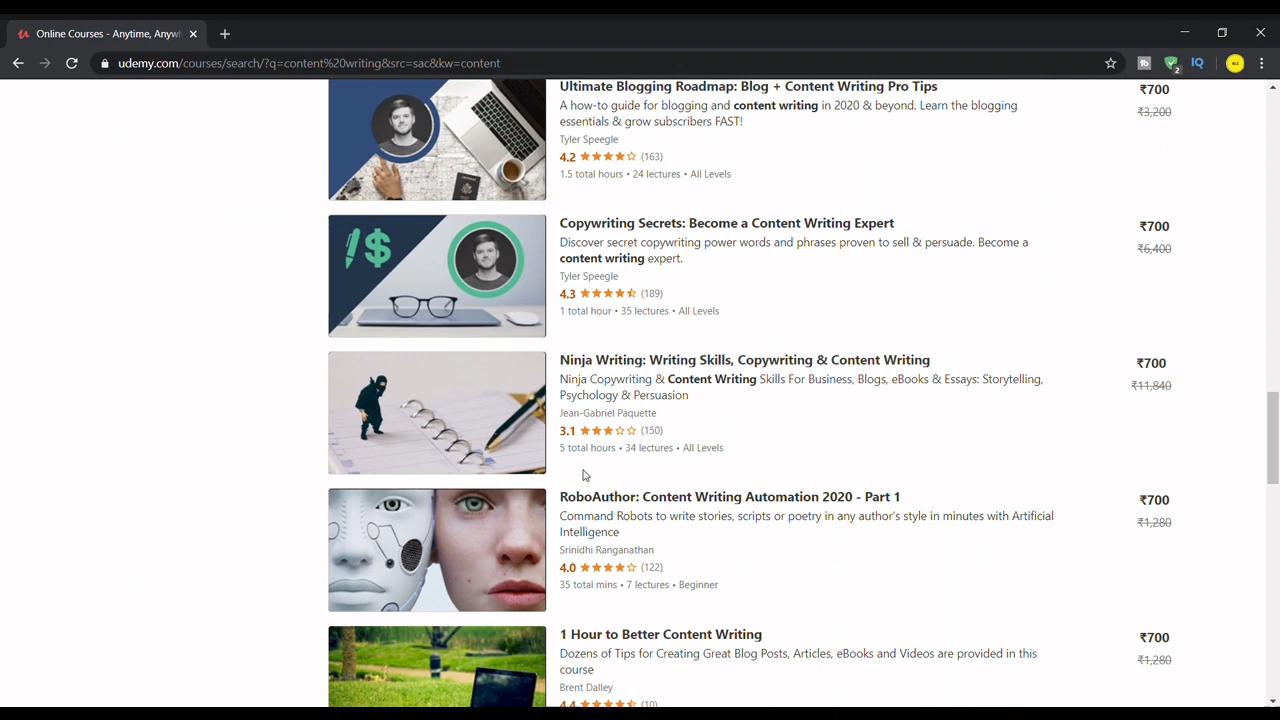 Online Courses - Anytime, Anywh
udemy.com/courses/search/?q=content%20writing&src=sac&kw=content
Ultimate Blogging Roadmap: Blog + Content Writing Pro Tips
₹700
A how-to guide for blogging and content writing in 2020 & beyond. Learn the blogging
₹3,200
essentials & grow subscribers FAST!
Tyler Speegle
4.2 (163)
1.5 total hours • 24 lectures • All Levels
Copywriting Secrets: Become a Content Writing Expert
₹700
Discover secret copywriting power words and phrases proven to sell & persuade. Become a
₹6,400
content writing expert.
Tyler Speegle
4.3 (189)
1 total hour • 35 lectures • All Levels
Ninja Writing: Writing Skills, Copywriting & Content Writing
₹700
Ninja Copywriting & Content Writing Skills For Business, Blogs, eBooks & Essays: Storytelling,
₹11,840
Psychology & Persuasion
Jean-Gabriel Paquette
3.1 (150)
5 total hours • 34 lectures • All Levels
RoboAuthor: Content Writing Automation 2020 - Part 1
₹700
Command Robots to write stories, scripts or poetry in any author's style in minutes with Artificial
₹1,280
Intelligence
Srinidhi Ranganathan
4.0 (122)
35 total mins • 7 lectures • Beginner
1 Hour to Better Content Writing
₹700
Dozens of Tips for Creating Great Blog Posts, Articles, eBooks and Videos are provided in this
₹1,280
course
Brent Dalley
4.4 (10)